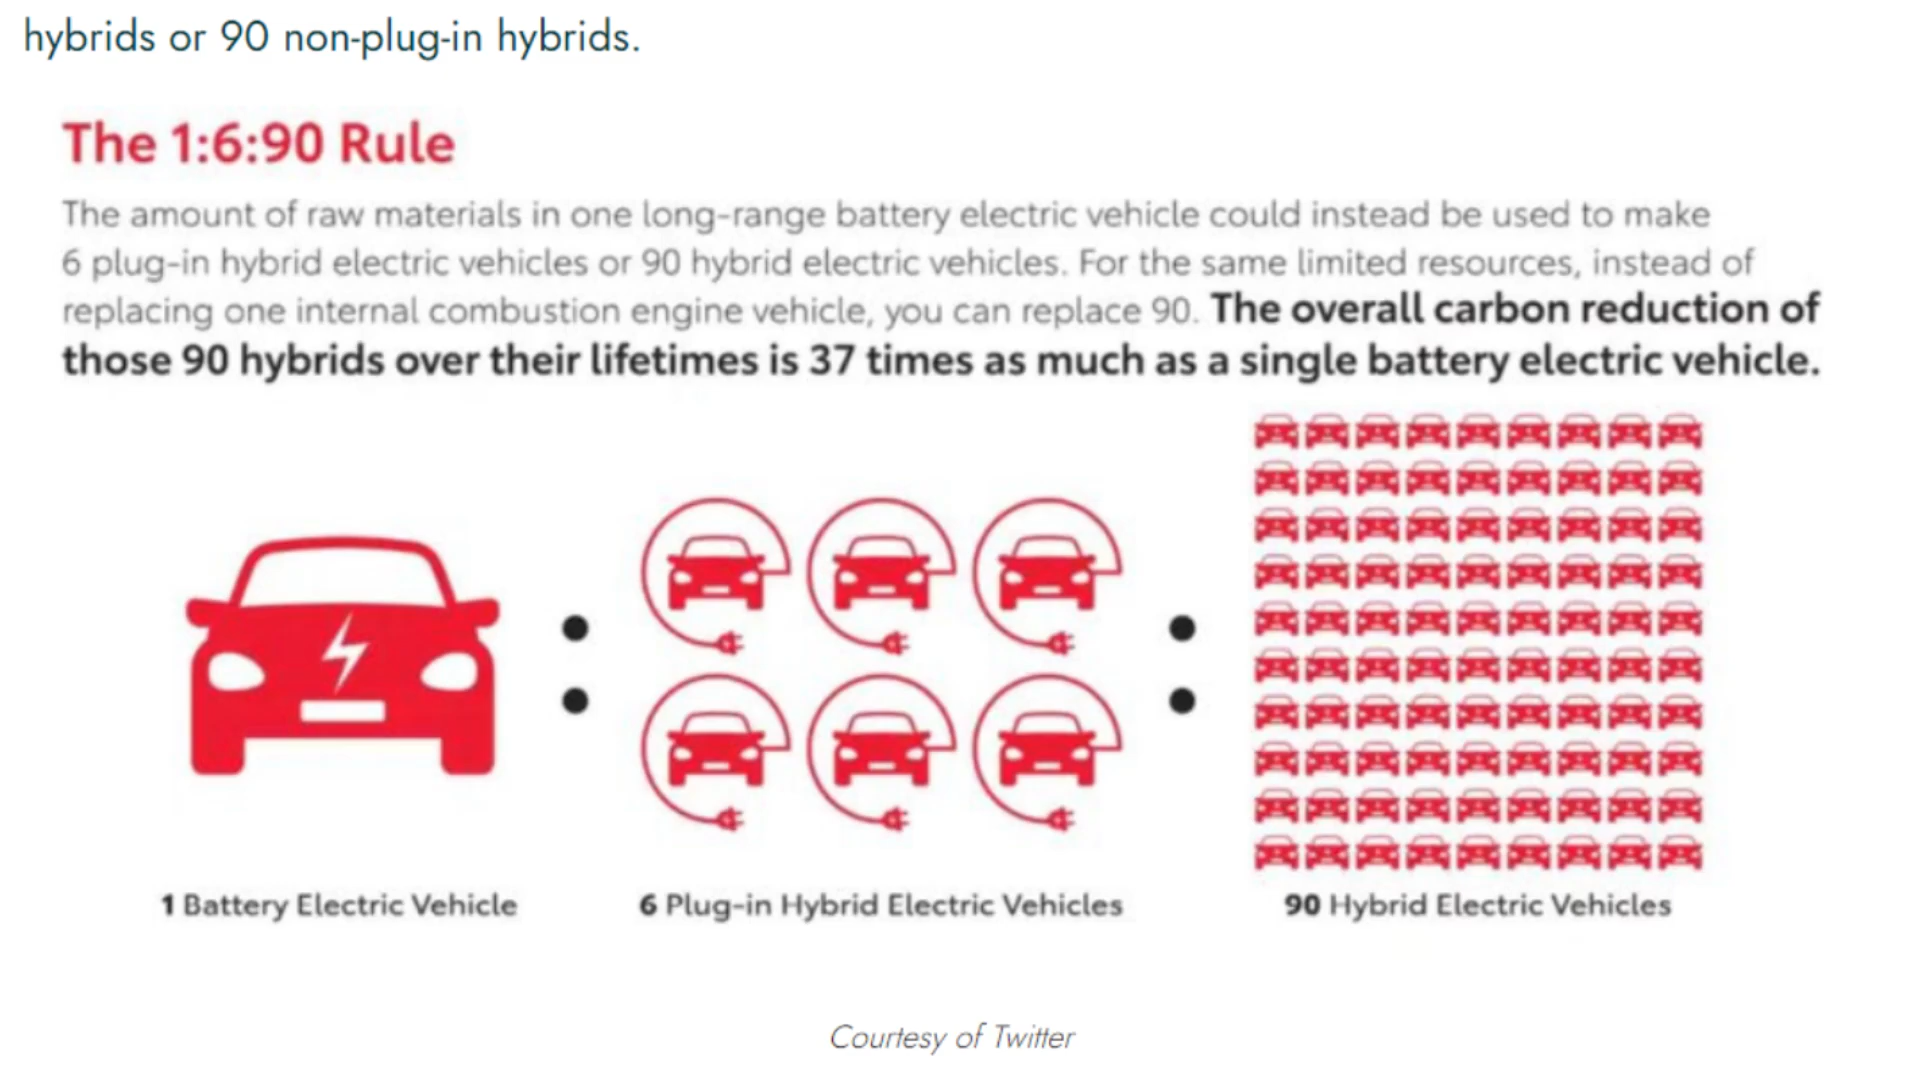 hybrids or 90 non-plug-in hybrids.
The 1:6:90 Rule
The amount of raw materials in one long-range battery electric vehicle could instead be used to make
6 plug-in hybrid electric vehicles or 90 hybrid electric vehicles. For the same limited resources, instead of
replacing one internal combustion engine vehicle, you can replace 90. The overall carbon reduction of
those 90 hybrids over their lifetimes is 37 times as much as a single battery electric vehicle.
1 Battery Electric Vehicle
6 Plug-in Hybrid Electric Vehicles
90 Hybrid Electric Vehicles
Courtesy of Twitter